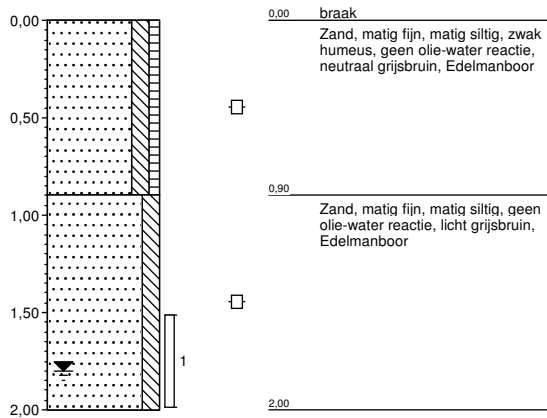 0,00
0,50
1,00
1,50
2,00
1
0,00
braak
Zand, matig fijn, matig siltig, zwak
humeus, geen olie-water reactie,
neutraal grijsbruin, Edelmanboor
0,90
Zand, matig fijn, matig siltig, geen
olie-water reactie, licht grijsbruin,
Edelmanboor
2,00